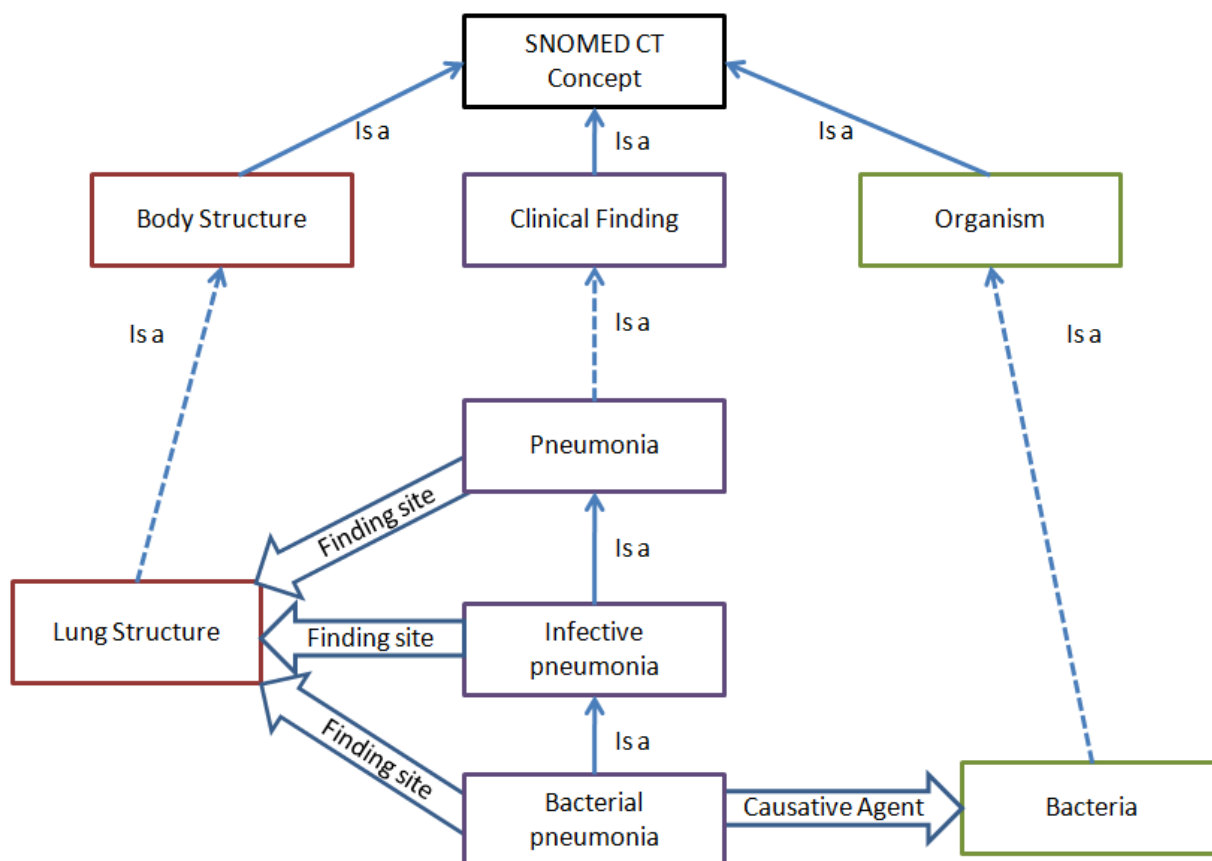 SNOMED CT
Concept
Is a
Is a
Is a
Body Structure
Clinical Finding
Organism
Is a
Is a
Is a
Pneumonia
Finding site
Is a
Lung Structure
Finding site
Infective
pneumonia
Finding site
Is a
Bacterial
pneumonia
Causative Agent
Bacteria